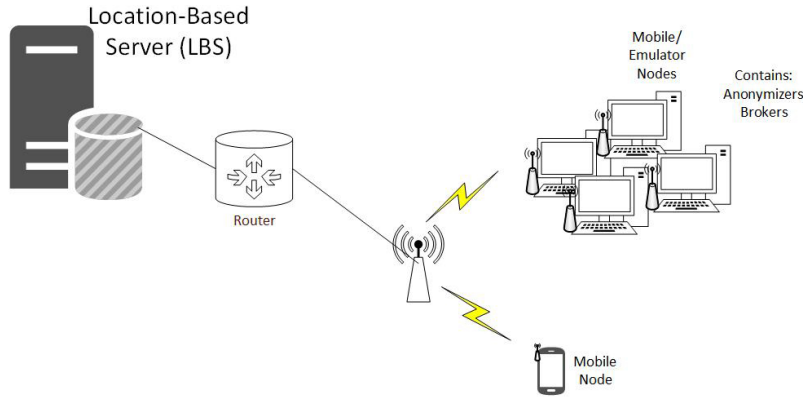 Location-Based
Server (LBS)
Mobile/
Emulator
Nodes
Contains:
Anonymizers
Brokers
Router
Mobile
Node